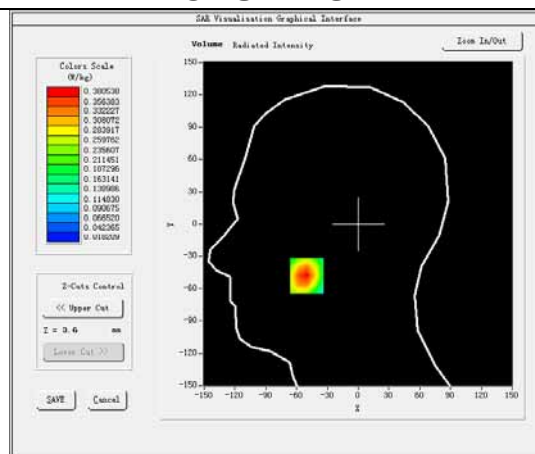 SAR Visualisation Graphical Interface
Volume Radiated Intensity
Zoom In/Out
Colors Scale
(W/kg)
0.380538
0.356383
0.332227
0.308072
0.283917
0.259762
0.235607
0.211451
0.187296
0.163141
0.138986
0.114830
0.090675
0.066520
0.042365
0.018209
Z-Cuts Control
<< Upper Cut
Z = 3.6 mm
Lower Cut >>
SAVE
Cancel
150
120
90
60
30
0
-30
-60
-90
-120
-150
Y
-150 -120 -90 -60 -30 0 30 60 90 120 150
X